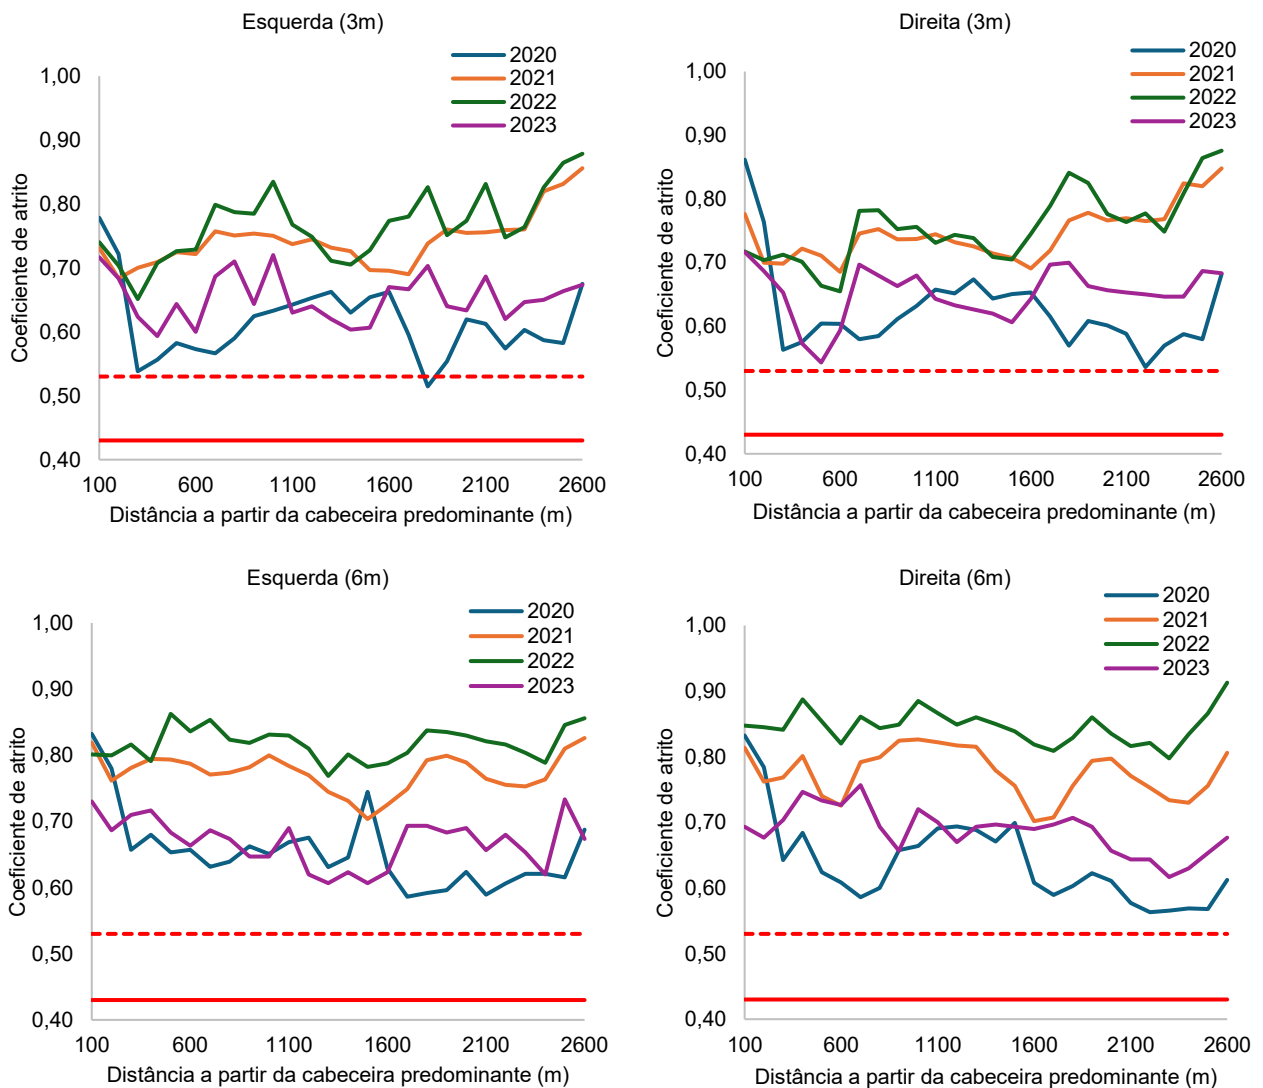 Esquerda (3m)
2020
2021
2022
2023
1,00
0,90
0,80
0,70
0,60
0,50
0,40
Coeficiente de atrito
100 600 1100 1600 2100 2600
Distância a partir da cabeceira predominante (m)
Direita (3m)
2020
2021
2022
2023
1,00
0,90
0,80
0,70
0,60
0,50
0,40
Coeficiente de atrito
100 600 1100 1600 2100 2600
Distância a partir da cabeceira predominante (m)
Esquerda (6m)
2020
2021
2022
2023
1,00
0,90
0,80
0,70
0,60
0,50
0,40
Coeficiente de atrito
100 600 1100 1600 2100 2600
Distância a partir da cabeceira predominante (m)
Direita (6m)
2020
2021
2022
2023
1,00
0,90
0,80
0,70
0,60
0,50
0,40
Coeficiente de atrito
100 600 1100 1600 2100 2600
Distância a partir da cabeceira predominante (m)